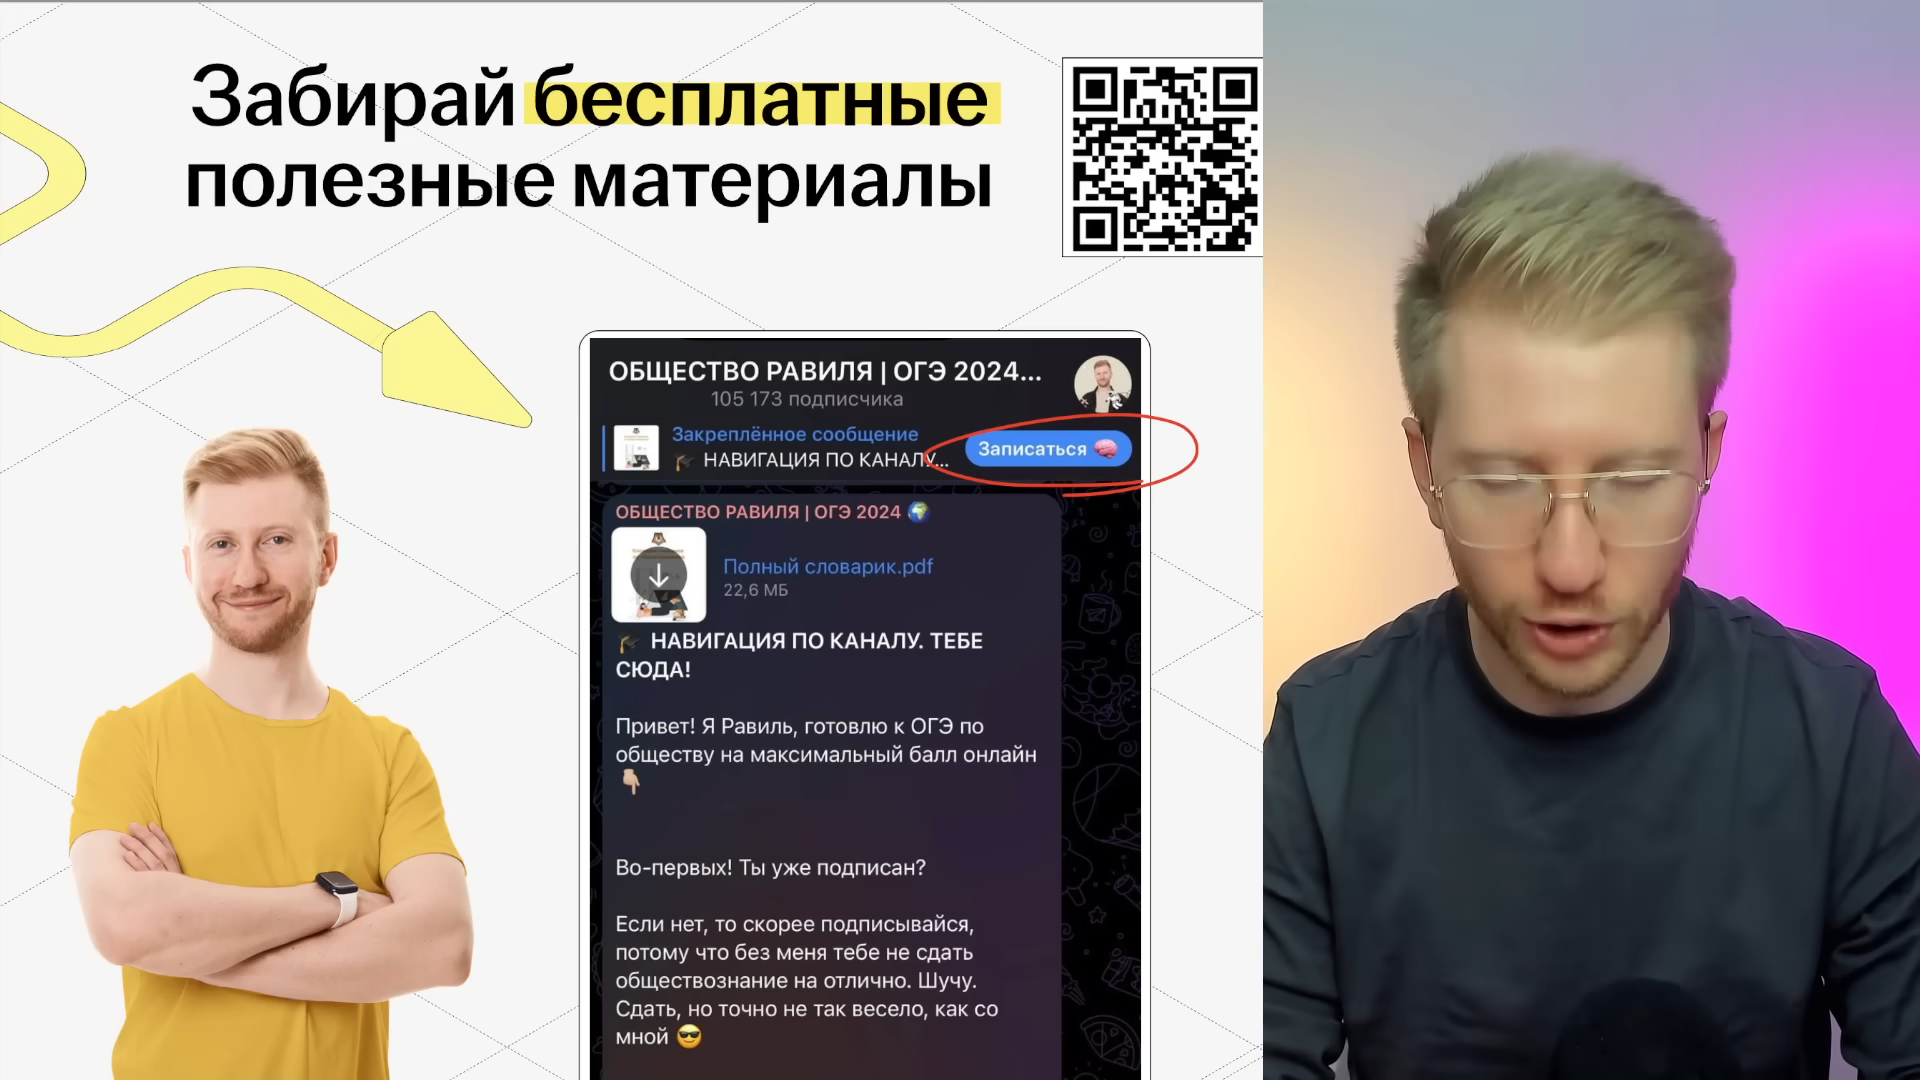 Забирай бесплатные
полезные материалы
ОБЩЕСТВО РАВИЛЯ | ОГЭ 2024...
105 173 подписчика
Закреплённое сообщение
🎓 НАВИГАЦИЯ ПО КАНАЛУ...
Записаться 🧠
ОБЩЕСТВО РАВИЛЯ | ОГЭ 2024 🌍
Полный словарик.pdf
22,6 МБ
🎓 НАВИГАЦИЯ ПО КАНАЛУ. ТЕБЕ
СЮДА!
Привет! Я Равиль, готовлю к ОГЭ по
обществу на максимальный балл онлайн
👇🏼
Во-первых! Ты уже подписан?
Если нет, то скорее подписывайся,
потому что без меня тебе не сдать
обществознание на отлично. Шучу.
Сдать, но точно не так весело, как со
мной 😎